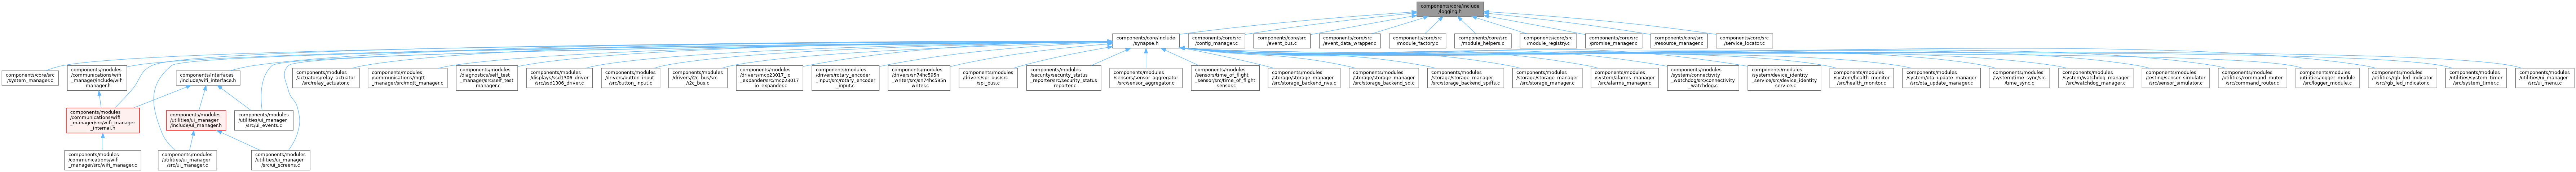 components/core/include
/logging.h
components/core/include
/synapse.h
components/core/src
/config_manager.c
components/core/src
/event_bus.c
components/core/src
/event_data_wrapper.c
components/core/src
/module_factory.c
components/core/src
/module_helpers.c
components/core/src
/module_registry.c
components/core/src
/promise_manager.c
components/core/src
/resource_manager.c
components/core/src
/service_locator.c
components/core/src
/system_manager.c
components/modules
/communications/wifi
_manager/include/wifi
_manager.h
components/interfaces
/include/wifi_interface.h
components/modules
/actuators/relay_actuator
/src/relay_actuator.c
components/modules
/communications/mqtt
_manager/src/mqtt_manager.c
components/modules
/diagnostics/self_test
_manager/src/self_test
_manager.c
components/modules
/displays/ssd1306_driver
/src/ssd1306_driver.c
components/modules
/drivers/button_input
/src/button_input.c
components/modules
/drivers/i2c_bus/src
/i2c_bus.c
components/modules
/drivers/mcp23017_io
_expander/src/mcp23017
_io_expander.c
components/modules
/drivers/rotary_encoder
_input/src/rotary_encoder
_input.c
components/modules
/drivers/sn74hc595n
_writer/src/sn74hc595n
_writer.c
components/modules
/drivers/spi_bus/src
/spi_bus.c
components/modules
/security/security_status
_reporter/src/security_status
_reporter.c
components/modules
/sensors/sensor_aggregator
/src/sensor_aggregator.c
components/modules
/sensors/time_of_flight
_sensor/src/time_of_flight
_sensor.c
components/modules
/storage/storage_manager
/src/storage_backend_nvs.c
components/modules
/storage/storage_manager
/src/storage_backend_sd.c
components/modules
/storage/storage_manager
/src/storage_backend_spiffs.c
components/modules
/storage/storage_manager
/src/storage_manager.c
components/modules
/system/alarms_manager
/src/alarms_manager.c
components/modules
/system/connectivity
_watchdog/src/connectivity
_watchdog.c
components/modules
/system/device_identity
_service/src/device_identity
_service.c
components/modules
/system/health_monitor
/src/health_monitor.c
components/modules
/system/ota_update_manager
/src/ota_update_manager.c
components/modules
/system/time_sync/src
/time_sync.c
components/modules
/system/watchdog_manager
/src/watchdog_manager.c
components/modules
/testing/sensor_simulator
/src/sensor_simulator.c
components/modules
/utilities/command_router
/src/command_router.c
components/modules
/utilities/logger_module
/src/logger_module.c
components/modules
/utilities/rgb_led_indicator
/src/rgb_led_indicator.c
components/modules
/utilities/system_timer
/src/system_timer.c
components/modules
/utilities/ui_manager
/src/ui_menu.c
components/modules
/communications/wifi
_manager/src/wifi_manager
_internal.h
components/modules
/utilities/ui_manager
/include/ui_manager.h
components/modules
/utilities/ui_manager
/src/ui_events.c
components/modules
/communications/wifi
_manager/src/wifi_manager.c
components/modules
/utilities/ui_manager
/src/ui_manager.c
components/modules
/utilities/ui_manager
/src/ui_screens.c